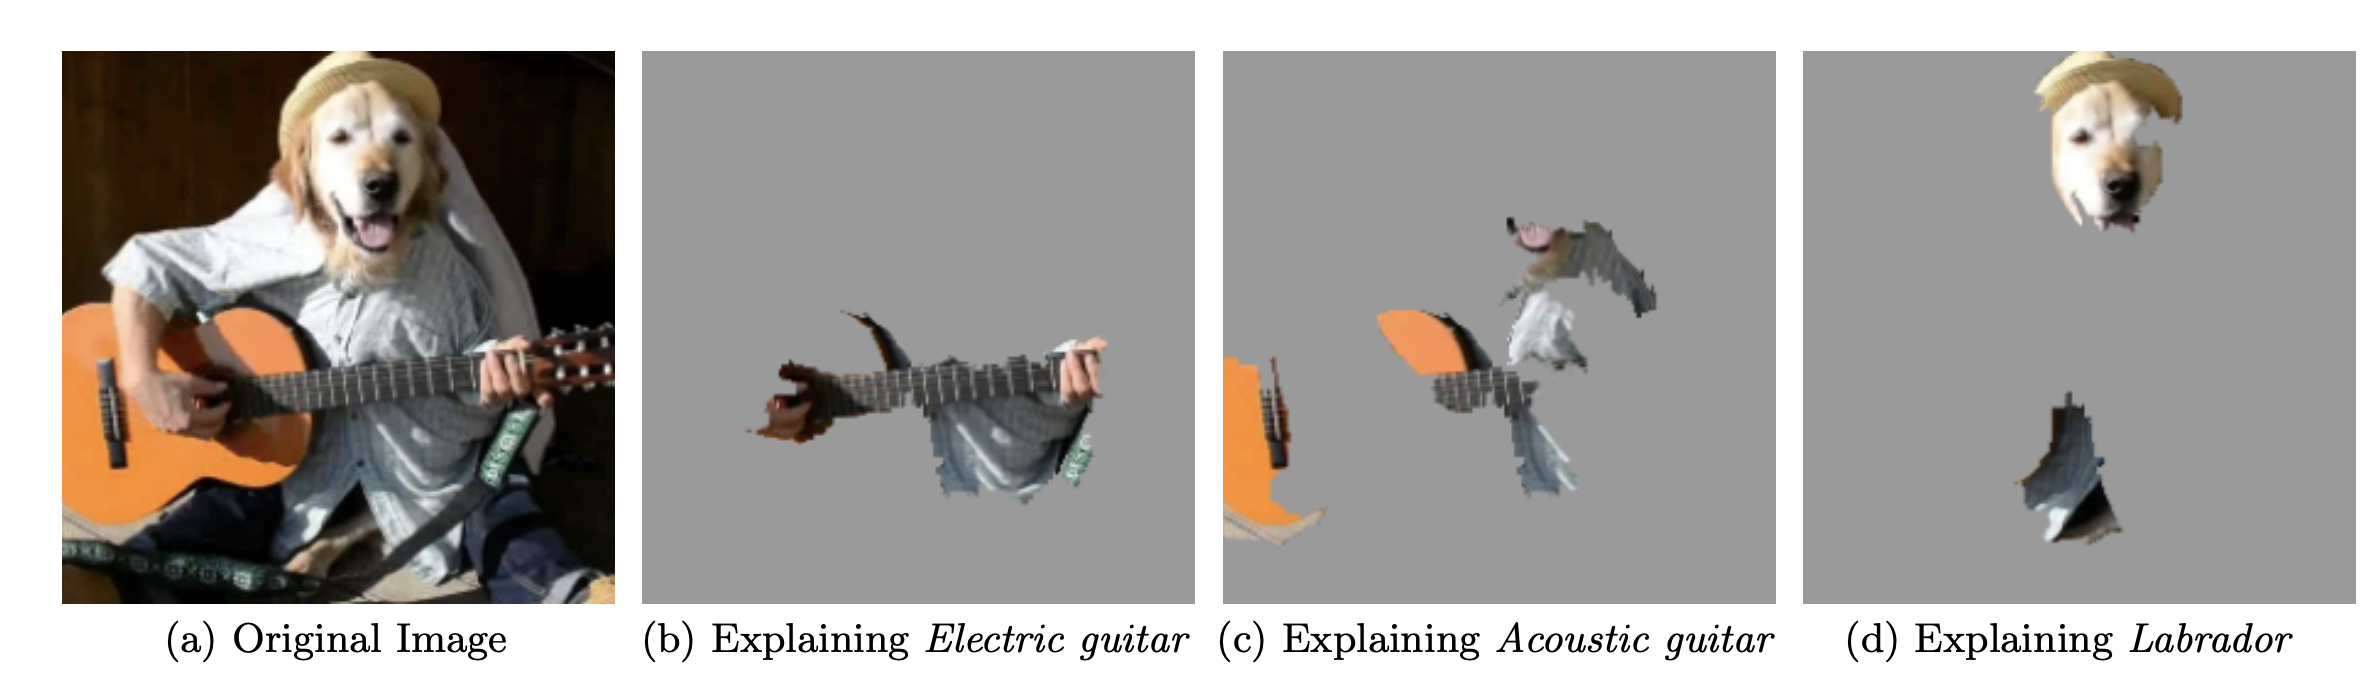 (a) Original Image
(b) Explaining Electric guitar
(c) Explaining Acoustic guitar
(d) Explaining Labrador